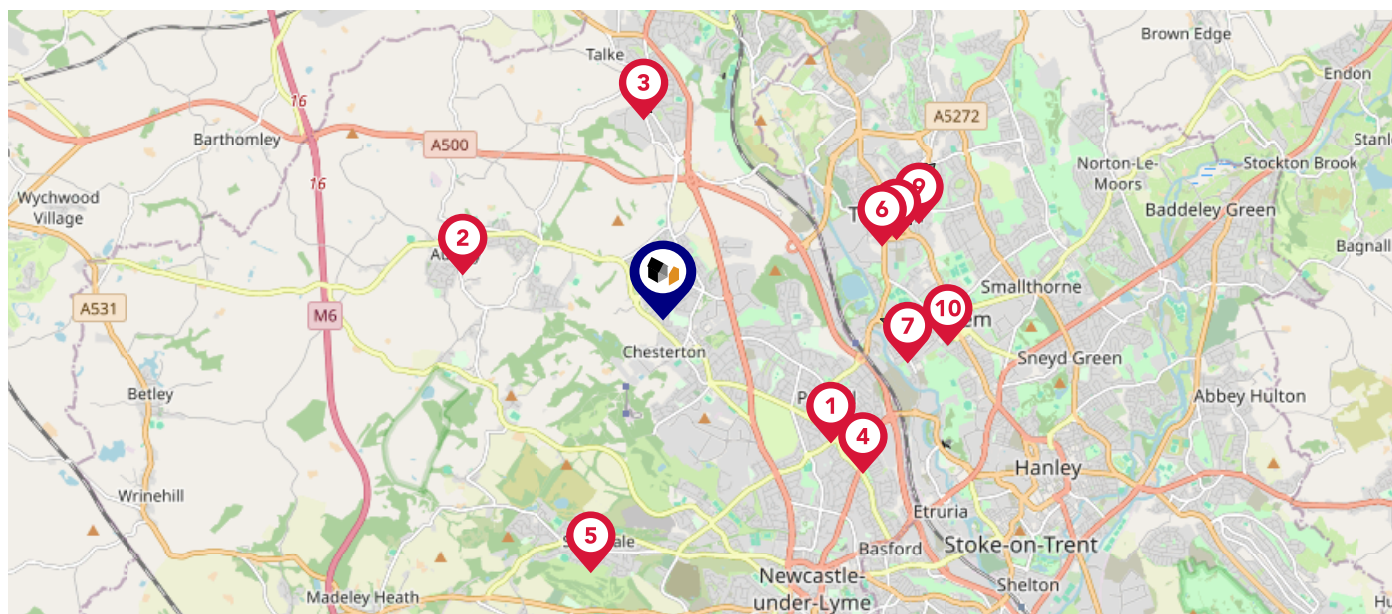 Brown Edge
Talke
Endon
3
A5272
16
Barthomley
A500
Norton-Le-
Moors
Stockton Brook
16
Wychwood
Village
9
6
Baddeley Green
2
Smallthorne
A531
M6
10
7
Chesterton
Sneyd Green
Betley
Abbey Hulton
1
4
Hanley
Wrinehill
Etruria
5
Basford
Stoke-on-Trent
Newcastle-
under-Lyme
Shelton
Madeley Heath